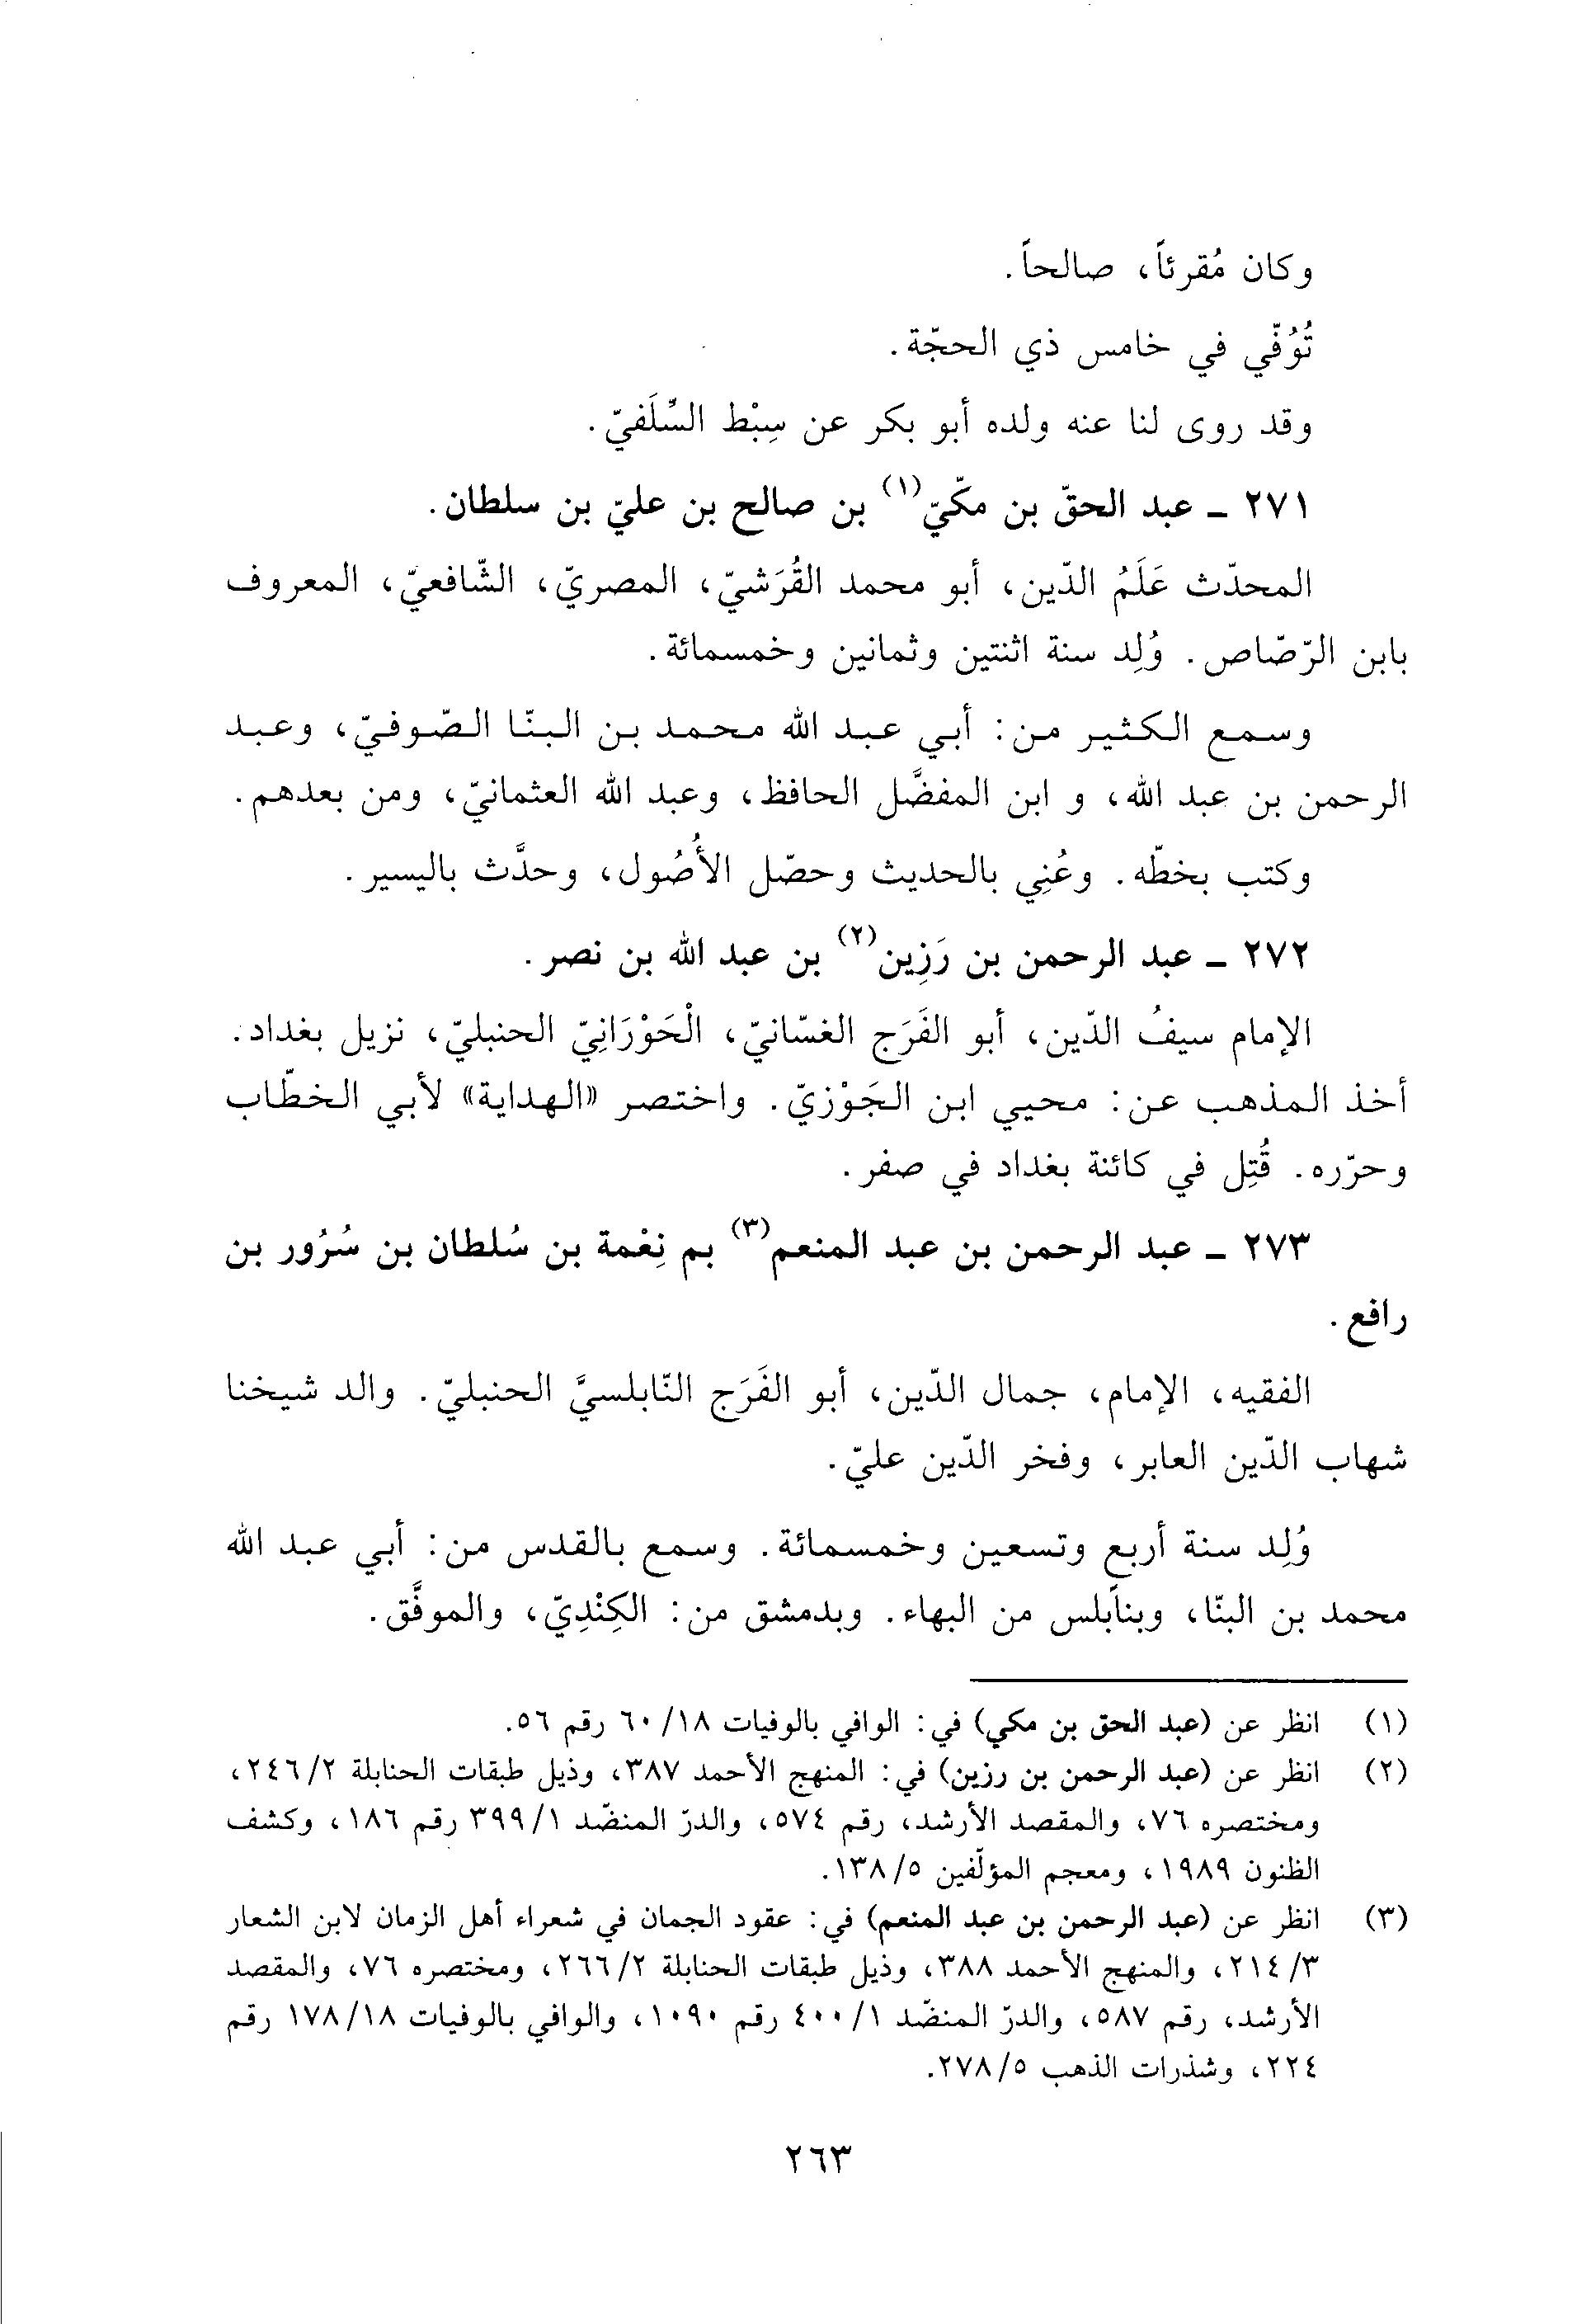 وكان مُقرئاً، صالحاً.
تُوُفّي في خامس ذي الحجّة.
وقد روى لنا عنه ولده أبو بكر عن سِبْط السِّلَفيّ.
٢٧١ ـ عبد الحقّ بن مكّيّ(١) بن صالح بن عليّ بن سلطان.
المحدّث عَلَمُ الدّين، أبو محمد القُرَشيّ، المصريّ، الشّافعيّ، المعروف
بابن الرّصّاص. وُلِد سنة اثنتين وثمانين وخمسمائة.
وسمع الكثير من: أبي عبد الله محمد بن البنّا الصّوفيّ، وعبد
الرحمن بن عبد الله، و ابن المفضَّل الحافظ، وعبد الله العثمانيّ، ومن بعدهم.
وكتب بخطّه. وعُنِي بالحديث وحصّل الأُصُول، وحدَّث باليسير.
٢٧٢ ـ عبد الرحمن بن رَزِين(٢) بن عبد الله بن نصر.
الإمام سيفُ الدّين، أبو الفَرَج الغسّانيّ، الْحَوْرَانِيّ الحنبليّ، نزيل بغداد.
أخذ المذهب عن: محيي ابن الجَوْزيّ. واختصر «الهداية» لأبي الخطّاب
وحرّره. قُتِل في كائنة بغداد في صفر.
٢٧٣ ـ عبد الرحمن بن عبد المنعم(٣) بم نِعْمة بن سُلطان بن سُرُور بن
رافع.
الفقيه، الإمام، جمال الدّين، أبو الفَرَج النّابلسيَّ الحنبليّ. والد شيخنا
شهاب الدّين العابر، وفخر الدّين عليّ.
وُلِد سنة أربع وتسعين وخمسمائة. وسمع بالقدس من: أبي عبد الله
محمد بن البنّا، وبناَبلس من البهاء. وبدمشق من: الكِنْدِيّ، والموفَّق.
(١) انظر عن (عبد الحق بن مكي) في: الوافي بالوفيات ٦٠/١٨ رقم ٥٦.
(٢) انظر عن (عبد الرحمن بن رزين) في: المنهج الأحمد ٣٨٧، وذيل طبقات الحنابلة ٢٤٦/٢،
ومختصره ٧٦، والمقصد الأرشد، رقم ٥٧٤، والدرّ المنضّد ٣٩٩/١ رقم ١٨٦، وكشف
الظنون ١٩٨٩، ومعجم المؤلّفين ١٣٨/٥.
(٣) انظر عن (عبد الرحمن بن عبد المنعم) في: عقود الجمان في شعراء أهل الزمان لابن الشعار
٢١٤/٣، والمنهج الأحمد ٣٨٨، وذيل طبقات الحنابلة ٢٦٦/٢، ومختصره ٧٦، والمقصد
الأرشد، رقم ٥٨٧، والدرّ المنضّد ٤٠٠/١ رقم ١٠٩٠، والوافي بالوفيات ١٧٨/١٨ رقم
٢٢٤، وشذرات الذهب ٢٧٨/٥.
٢٦٣